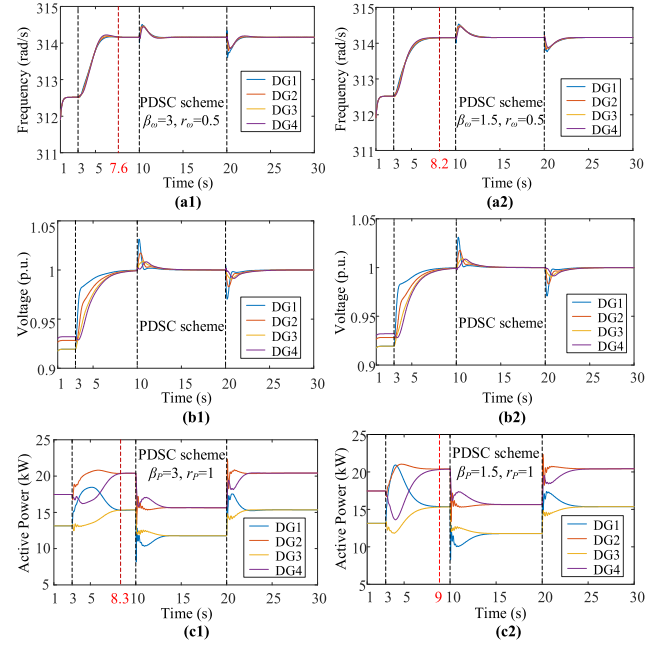 315
314
313
312
311
Frequency (rad/s)
PDSC scheme
βω=3, rω=0.5
DG1
DG2
DG3
DG4
1 3 5 7.6 10 15 20 25 30
Time (s)
(a1)
315
314
313
312
311
Frequency (rad/s)
PDSC scheme
βω=1.5, rω=0.5
DG1
DG2
DG3
DG4
1 3 5 8.2 10 15 20 25 30
Time (s)
(a2)
1.05
1
0.95
0.9
Voltage (p.u.)
PDSC scheme
DG1
DG2
DG3
DG4
1 3 5 10 15 20 25 30
Time (s)
(b1)
1.05
1
0.95
0.9
Voltage (p.u.)
PDSC scheme
DG1
DG2
DG3
DG4
1 3 5 10 15 20 25 30
Time (s)
(b2)
25
20
15
10
5
Active Power (kW)
PDSC scheme
βP=3, rP=1
DG1
DG2
DG3
DG4
1 3 5 8.3 10 15 20 25 30
Time (s)
(c1)
25
20
15
10
5
Active Power (kW)
PDSC scheme
βP=1.5, rP=1
DG1
DG2
DG3
DG4
1 3 5 9 10 15 20 25 30
Time (s)
(c2)